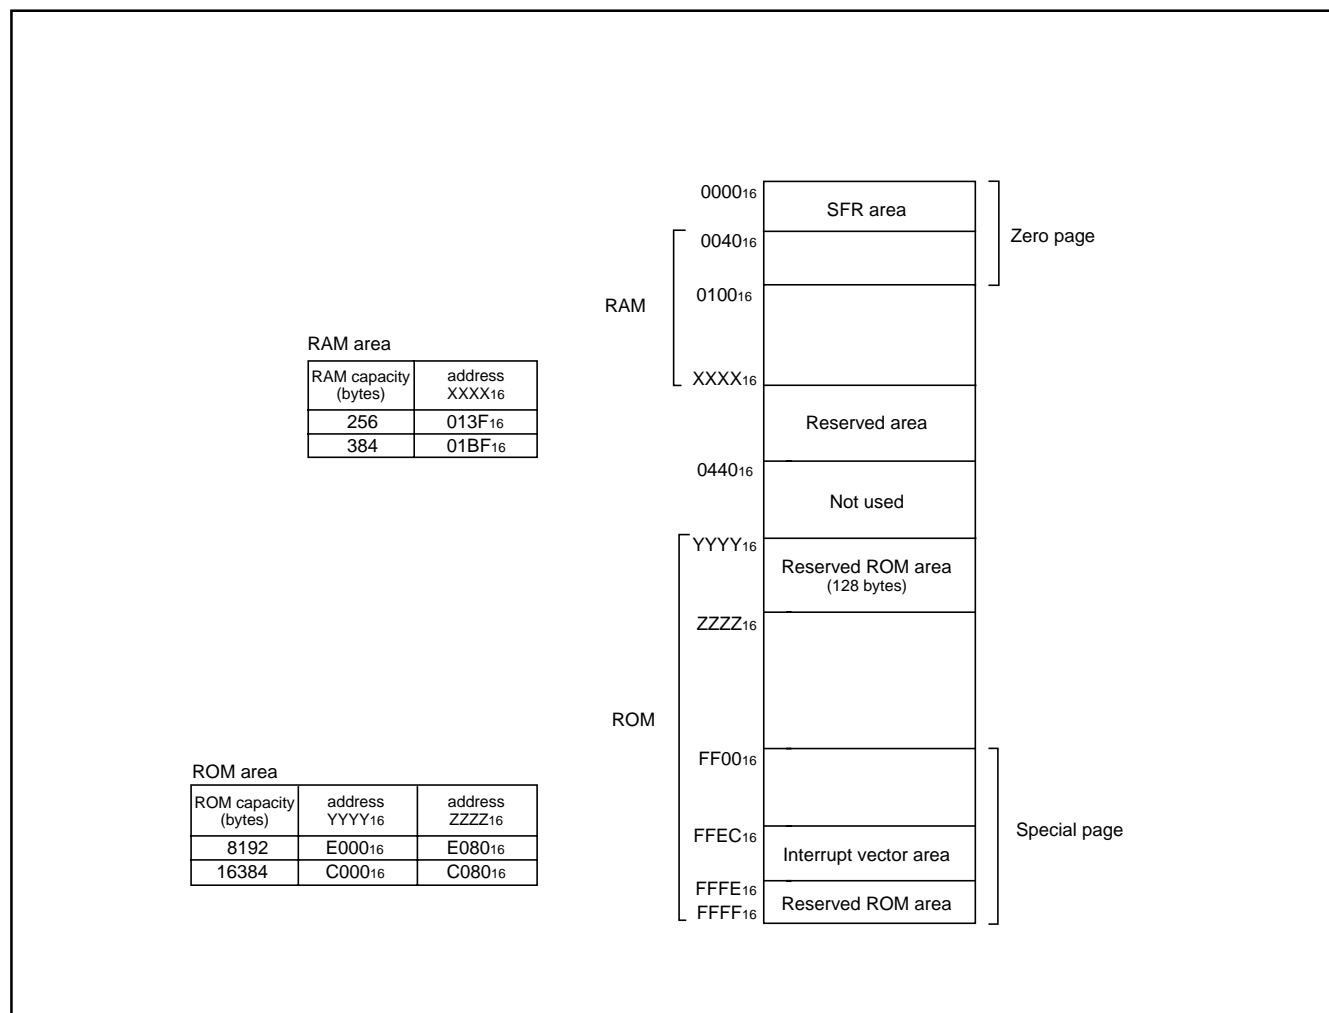 RAM area
RAM capacity (bytes) address XXXX16
256 013F16
384 01BF16
ROM area
ROM capacity (bytes) address YYYY16 address ZZZZ16
8192 E00016 E08016
16384 C00016 C08016
RAM
ROM
000016
SFR area
004016
Zero page
010016
XXXX16
Reserved area
044016
Not used
YYYY16
Reserved ROM area
(128 bytes)
ZZZZ16
FF0016
Special page
FFEC16
Interrupt vector area
FFFE16
Reserved ROM area
FFFF16